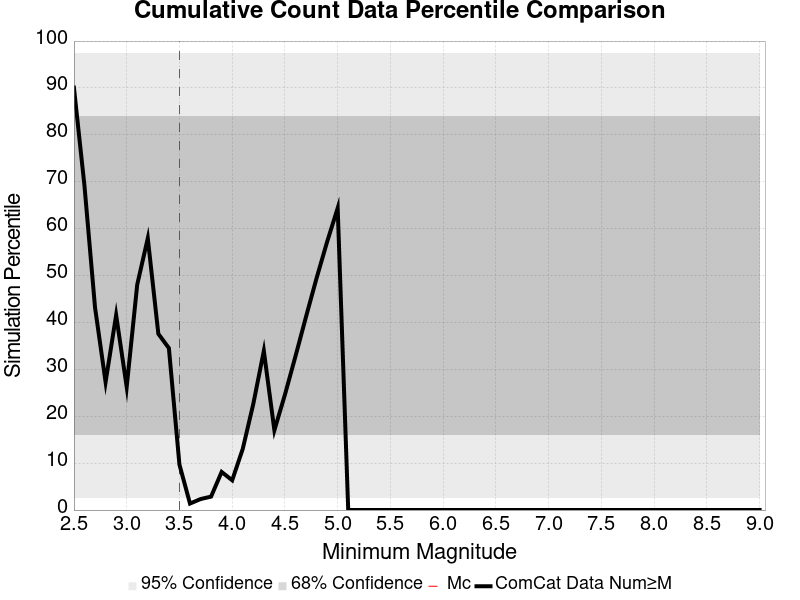 Cumulative Count Data Percentile Comparison
Simulation Percentile
100
90
80
70
60
50
40
30
20
10
0
2.5 3.0 3.5 4.0 4.5 5.0 5.5 6.0 6.5 7.0 7.5 8.0 8.5 9.0
Minimum Magnitude
95% Confidence 68% Confidence Mc ComCat Data Num≥M